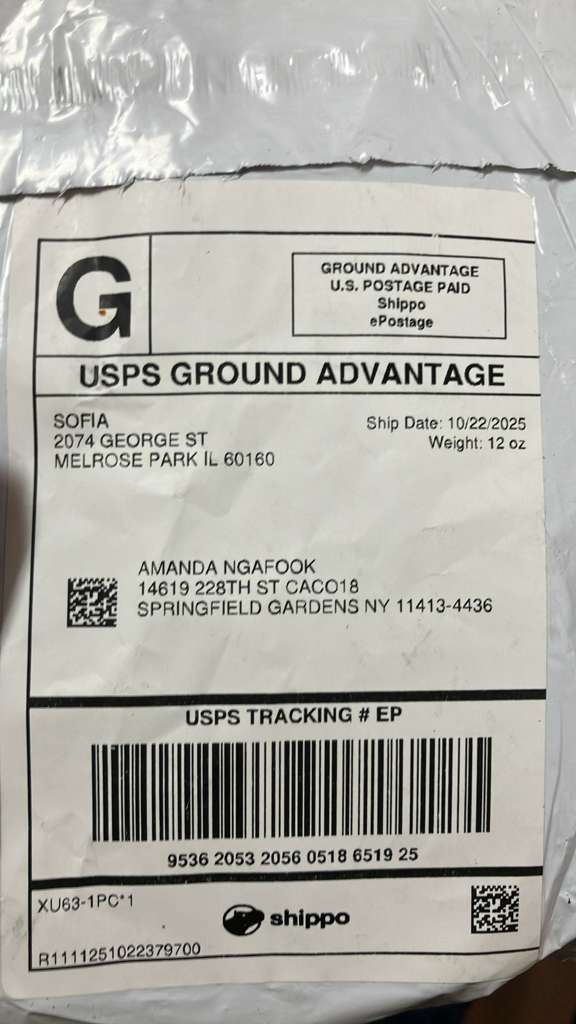 G
GROUND ADVANTAGE
U.S. POSTAGE PAID
Shippo
ePostage
USPS GROUND ADVANTAGE
SOFIA
2074 GEORGE ST
MELROSE PARK IL 60160
Ship Date: 10/22/2025
Weight: 12 oz
AMANDA NGAFOOK
14619 228TH ST CACO18
SPRINGFIELD GARDENS NY 11413-4436
USPS TRACKING # EP
9536 2053 2056 0518 6519 25
XU63-1PC*1
shippo
R1111251022379700